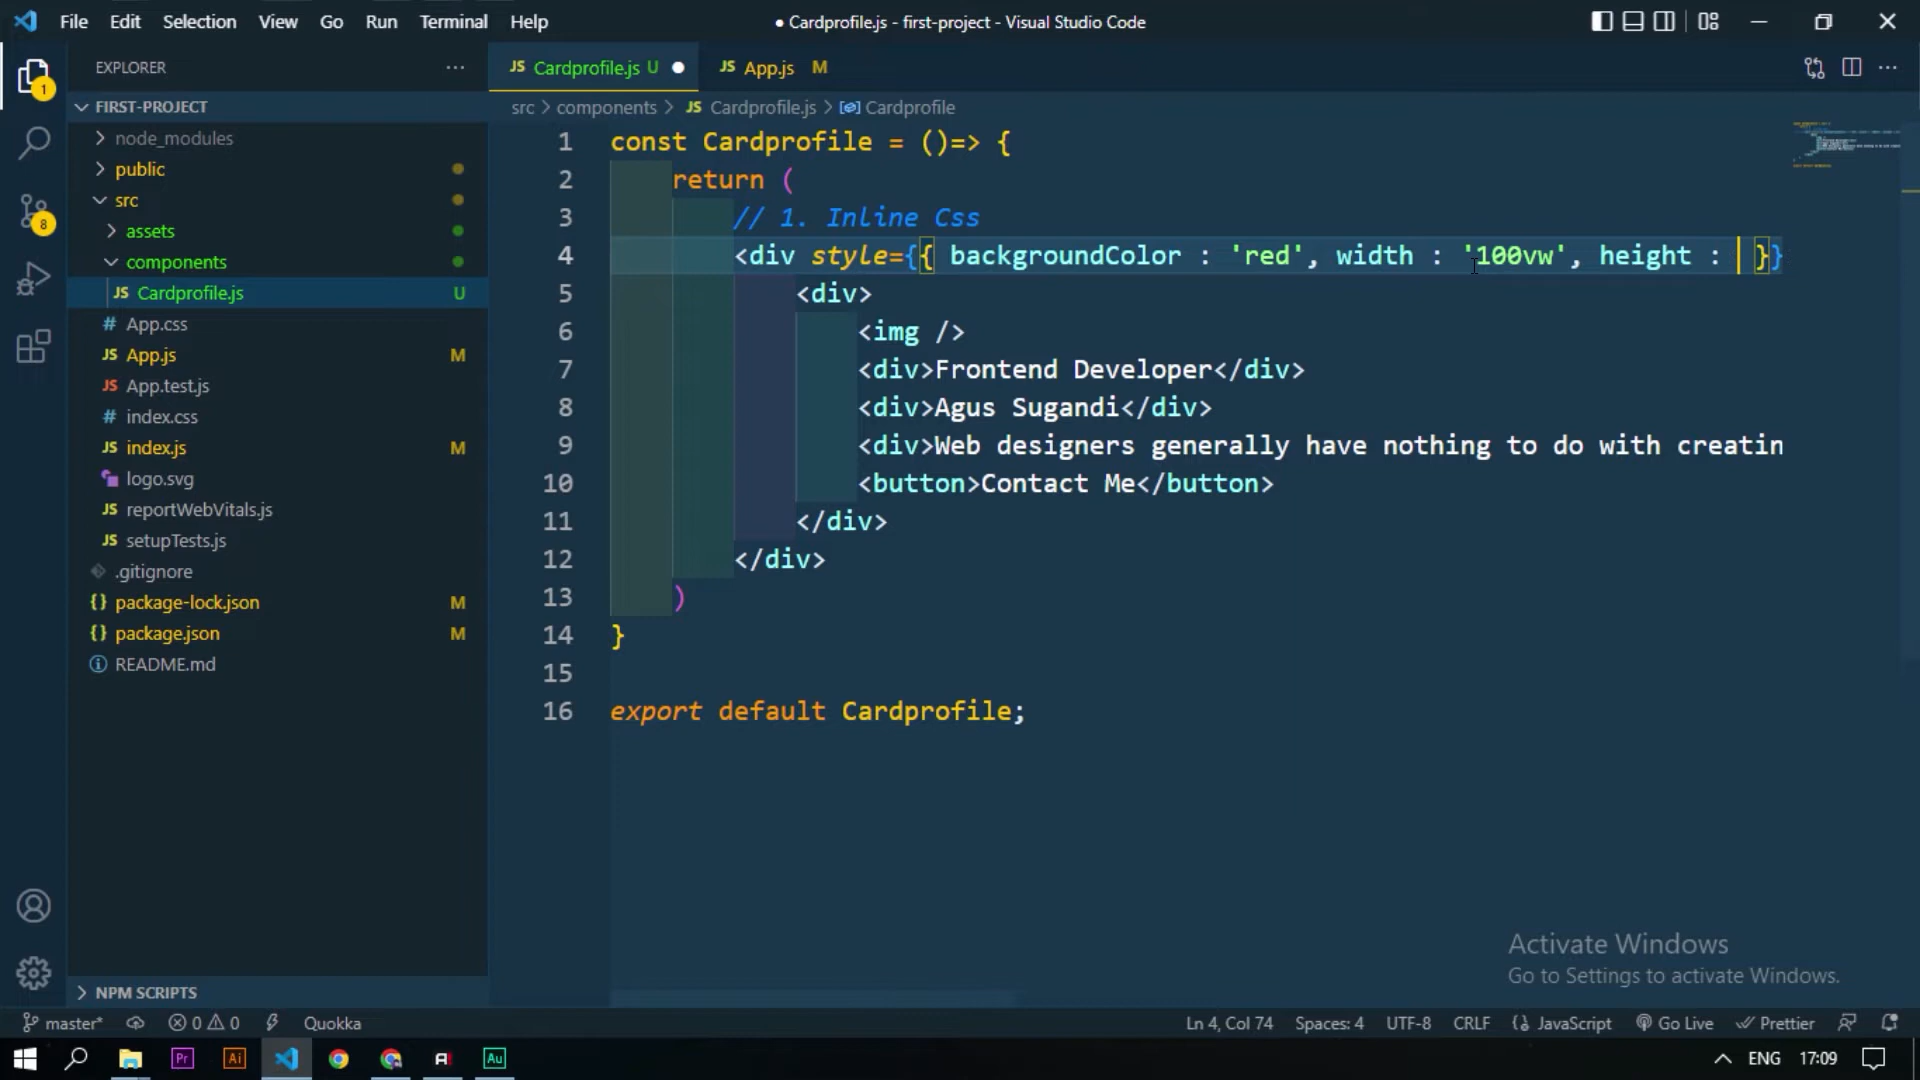 File Edit Selection View Go Run Terminal Help
● Cardprofile.js - first-project - Visual Studio Code
EXPLORER
1
8
FIRST-PROJECT
node_modules
public
src
assets
components
JS Cardprofile.js U
# App.css
JS App.js M
JS App.test.js
# index.css
JS index.js M
logo.svg
JS reportWebVitals.js
JS setupTests.js
.gitignore
{} package-lock.json M
{} package.json M
README.md
NPM SCRIPTS
JS Cardprofile.js U ●
JS App.js M
src > components > JS Cardprofile.js > Cardprofile
1 const Cardprofile = ()=> {
2 return (
3 // 1. Inline Css
4 <div style={{ backgroundColor : 'red', width : '100vw', height : }}
5 <div>
6 <img />
7 <div>Frontend Developer</div>
8 <div>Agus Sugandi</div>
9 <div>Web designers generally have nothing to do with creatin
10 <button>Contact Me</button>
11 </div>
12 </div>
13 )
14 }
15
16 export default Cardprofile;
Activate Windows
Go to Settings to activate Windows.
master* 0 0 Quokka Ln 4, Col 74 Spaces: 4 UTF-8 CRLF {} JavaScript Go Live Prettier
Pr Ai Au ENG 17:09